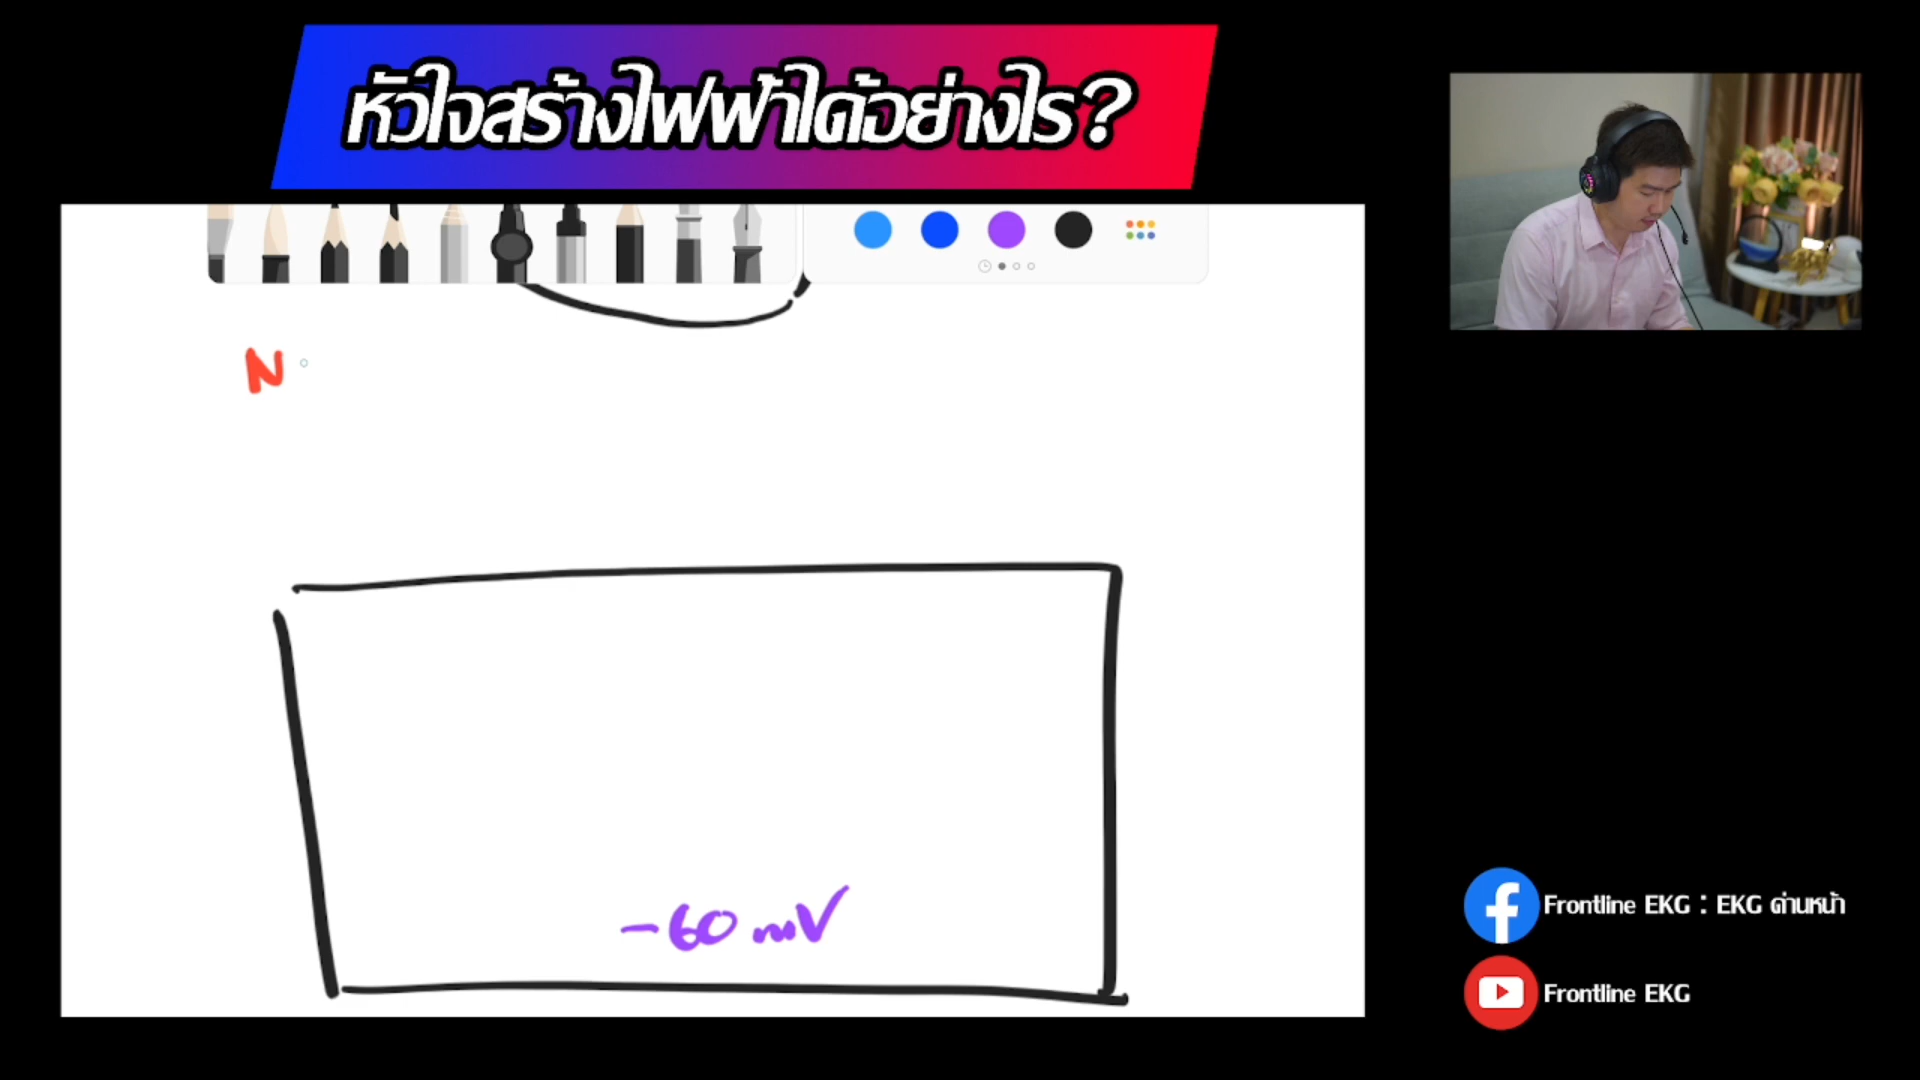 หัวใจสร้างไฟฟ้าได้อย่างไร?
N
-60 mV
Frontline EKG : EKG ด่านหน้า
Frontline EKG